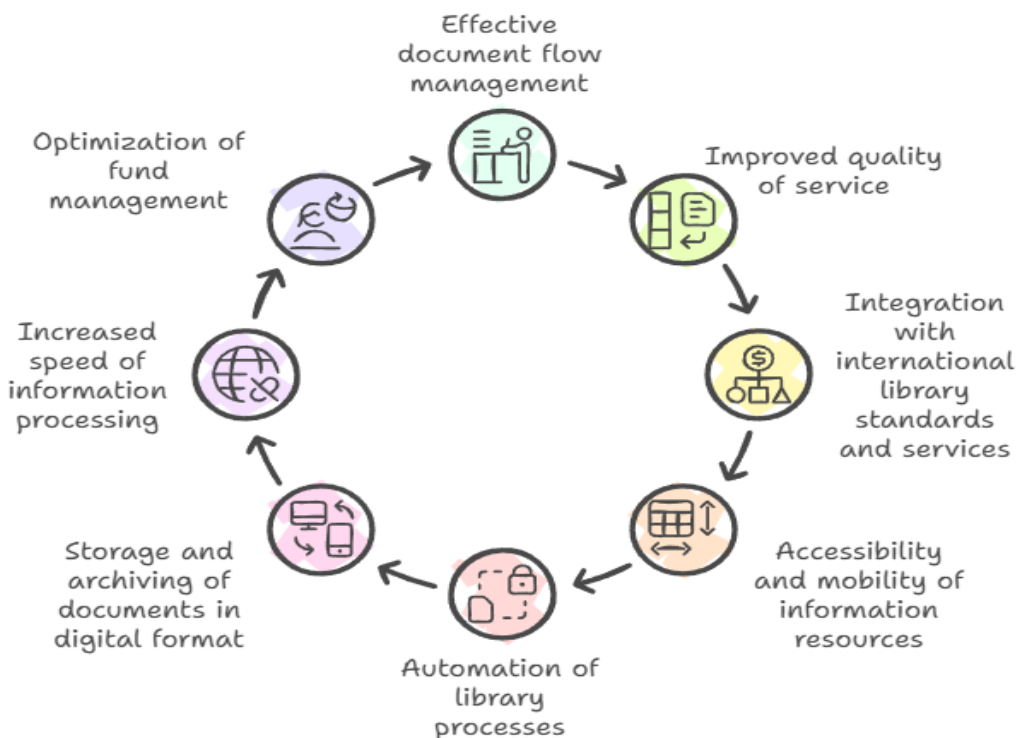 Effective
document flow
management
Improved quality
of service
Integration
with
international
library
standards
and services
Accessibility
and mobility of
information
resources
Automation of
library
processes
Storage and
archiving of
documents in
digital format
Increased
speed of
information
processing
Optimization of
fund
management
$